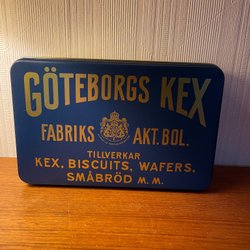 GÖTEBORGS KEX
FABRIKS AKT. BOL.
TILLVERKAR
KEX, BISCUITS, WAFERS,
SMÅBRÖD M.M.